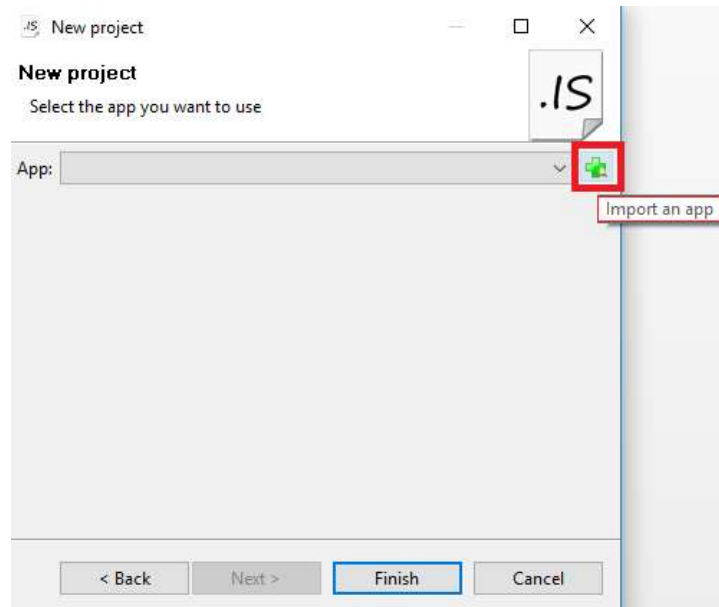 .IS New project
New project
Select the app you want to use
.IS
App:
Import an app
< Back Next > Finish Cancel